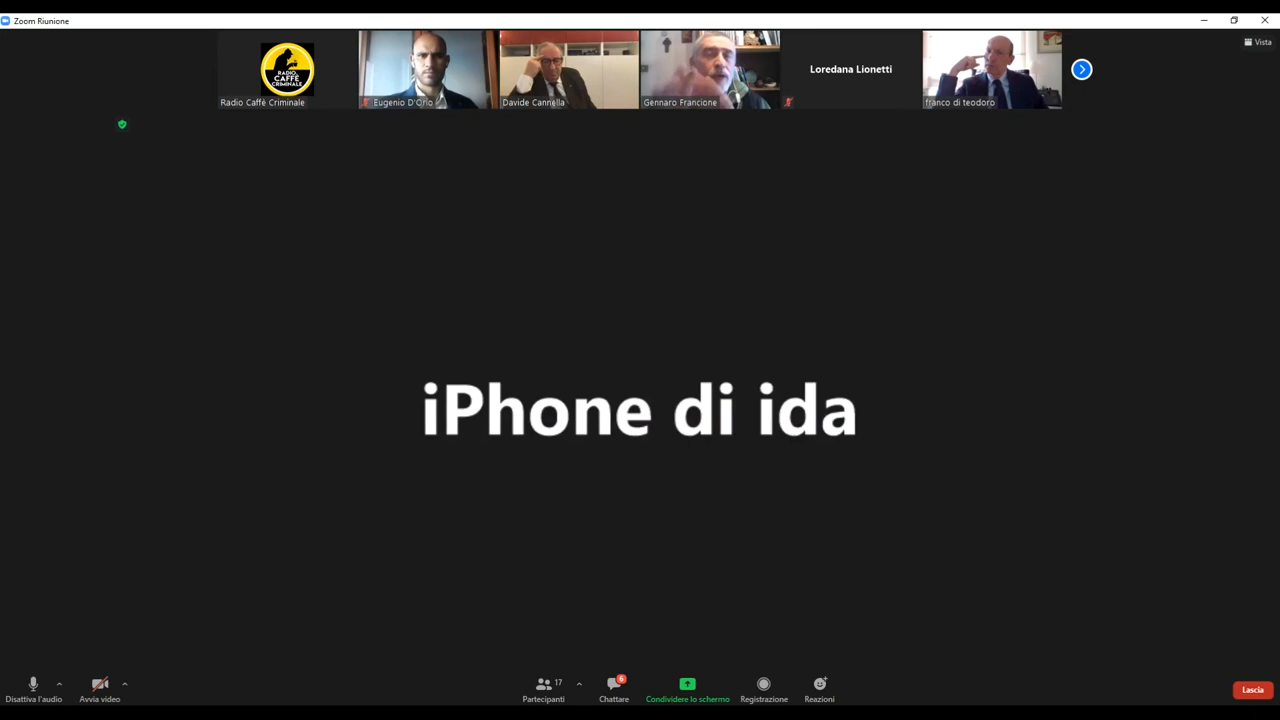 Zoom Riunione
Vista
RADIO
CAFFÈ
CRIMINALE
Radio Caffè Criminale
Eugenio D'Orio
Davide Cannella
Gennaro Francione
Loredana Lionetti
franco di teodoro
iPhone di ida
Disattiva l'audio
Avvia video
Partecipanti
17
Chattare
6
Condividere lo schermo
Registrazione
Reazioni
Lascia